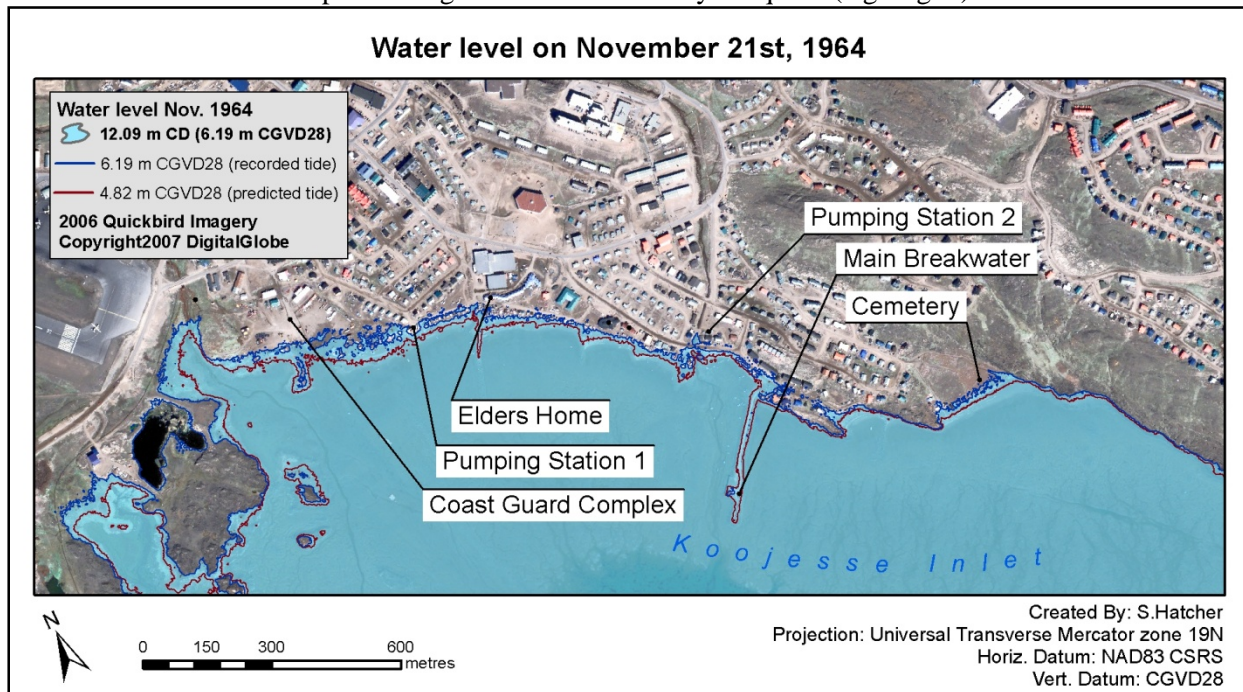 Water level on November 21st, 1964
Water level Nov. 1964
12.09 m CD (6.19 m CGVD28)
6.19 m CGVD28 (recorded tide)
4.82 m CGVD28 (predicted tide)
2006 Quickbird Imagery
Copyright2007 DigitalGlobe
Pumping Station 2
Main Breakwater
Cemetery
Elders Home
Pumping Station 1
Coast Guard Complex
Koojesse Inlet
N
0 150 300 600
metres
Created By: S.Hatcher
Projection: Universal Transverse Mercator zone 19N
Horiz. Datum: NAD83 CSRS
Vert. Datum: CGVD28